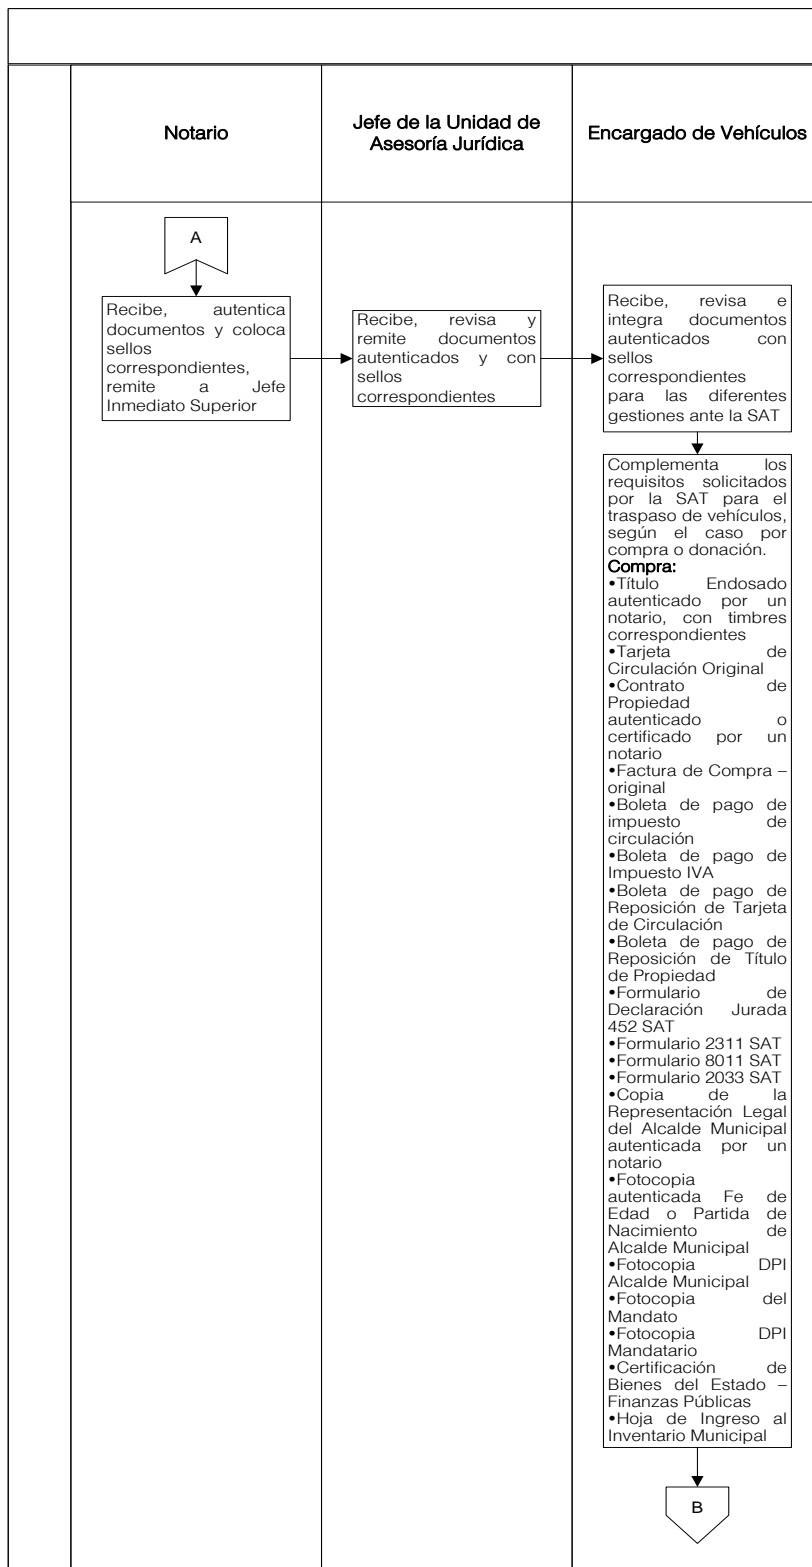 Notario
Jefe de la Unidad de
Asesoría Jurídica
Encargado de Vehículos
A
Recibe, autentica
documentos y coloca
sellos
correspondientes,
remite a Jefe
Inmediato Superior
Recibe, revisa y
remite documentos
autenticados y con
sellos
correspondientes
Recibe, revisa e
integra documentos
autenticados con
sellos
correspondientes
para las diferentes
gestiones ante la SAT
Complementa los
requisitos solicitados
por la SAT para el
traspaso de vehículos,
según el caso por
compra o donación.
Compra:
•Título Endosado
autenticado por un
notario, con timbres
correspondientes
•Tarjeta de
Circulación Original
•Contrato de
Propiedad
autenticado o
certificado por un
notario
•Factura de Compra –
original
•Boleta de pago de
impuesto de
circulación
•Boleta de pago de
Impuesto IVA
•Boleta de pago de
Reposición de Tarjeta
de Circulación
•Boleta de pago de
Reposición de Título
de Propiedad
•Formulario de
Declaración Jurada
452 SAT
•Formulario 2311 SAT
•Formulario 8011 SAT
•Formulario 2033 SAT
•Copia de la
Representación Legal
del Alcalde Municipal
autenticada por un
notario
•Fotocopia
autenticada Fe de
Edad o Partida de
Nacimiento de
Alcalde Municipal
•Fotocopia DPI
Alcalde Municipal
•Fotocopia del
Mandato
•Fotocopia DPI
Mandatario
•Certificación de
Bienes del Estado –
Finanzas Públicas
•Hoja de Ingreso al
Inventario Municipal
B